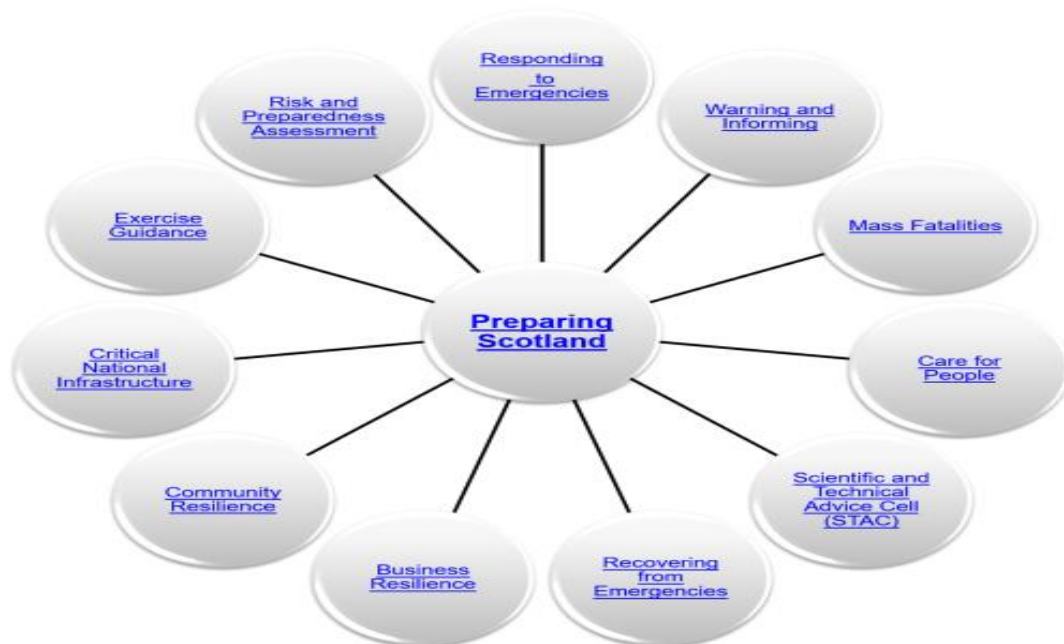 Responding
to
Emergencies
Warning and
Informing
Mass Fatalities
Care for
People
Scientific and
Technical
Advice Cell
(STAC)
Recovering
from
Emergencies
Business
Resilience
Community
Resilience
Critical
National
Infrastructure
Exercise
Guidance
Risk and
Preparedness
Assessment
Preparing
Scotland